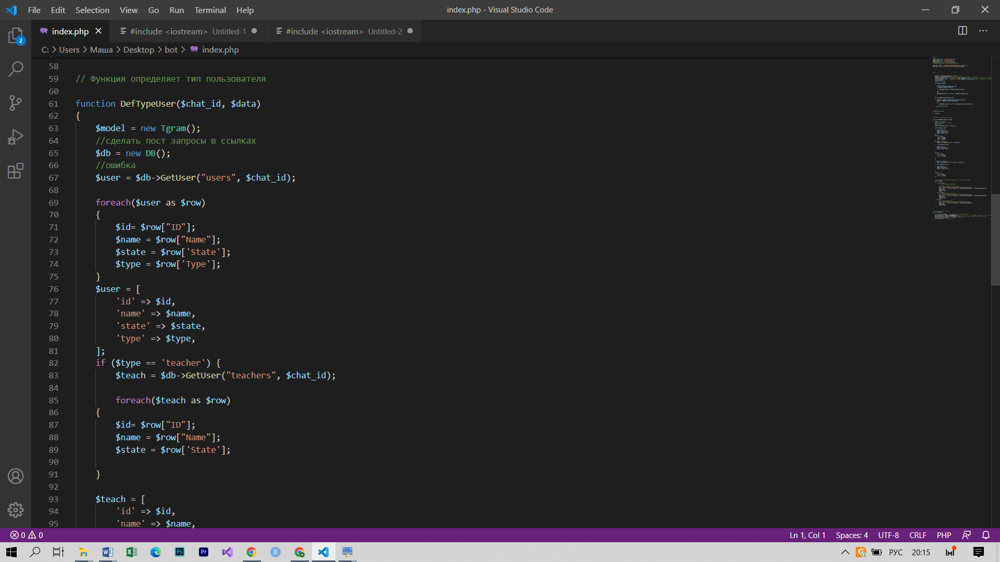 File Edit Selection View Go Run Terminal Help
index.php - Visual Studio Code
index.php
#include <iostream> Untitled-1
#include <iostream> Untitled-2
C: > Users > Маша > Desktop > bot > index.php
58
59 // Функция определяет тип пользователя
60
61 function DefTypeUser($chat_id, $data)
62 {
63 $model = new Tgram();
64 //сделать пост запросы в ссылках
65 $db = new DB();
66 //ошибка
67 $user = $db->GetUser("users", $chat_id);
68
69 foreach($user as $row)
70 {
71 $id= $row["ID"];
72 $name = $row["Name"];
73 $state = $row['State'];
74 $type = $row['Type'];
75 }
76 $user = [
77 'id' => $id,
78 'name' => $name,
79 'state' => $state,
80 'type' => $type,
81 ];
82 if ($type == 'teacher') {
83 $teach = $db->GetUser("teachers", $chat_id);
84
85 foreach($teach as $row)
86 {
87 $id= $row["ID"];
88 $name = $row["Name"];
89 $state = $row['State'];
90
91 }
92
93 $teach = [
94 'id' => $id,
95 'name' => $name,
2
0 0
Ln 1, Col 1 Spaces: 4 UTF-8 CRLF PHP
Ps Pr R M
РУС 20:15